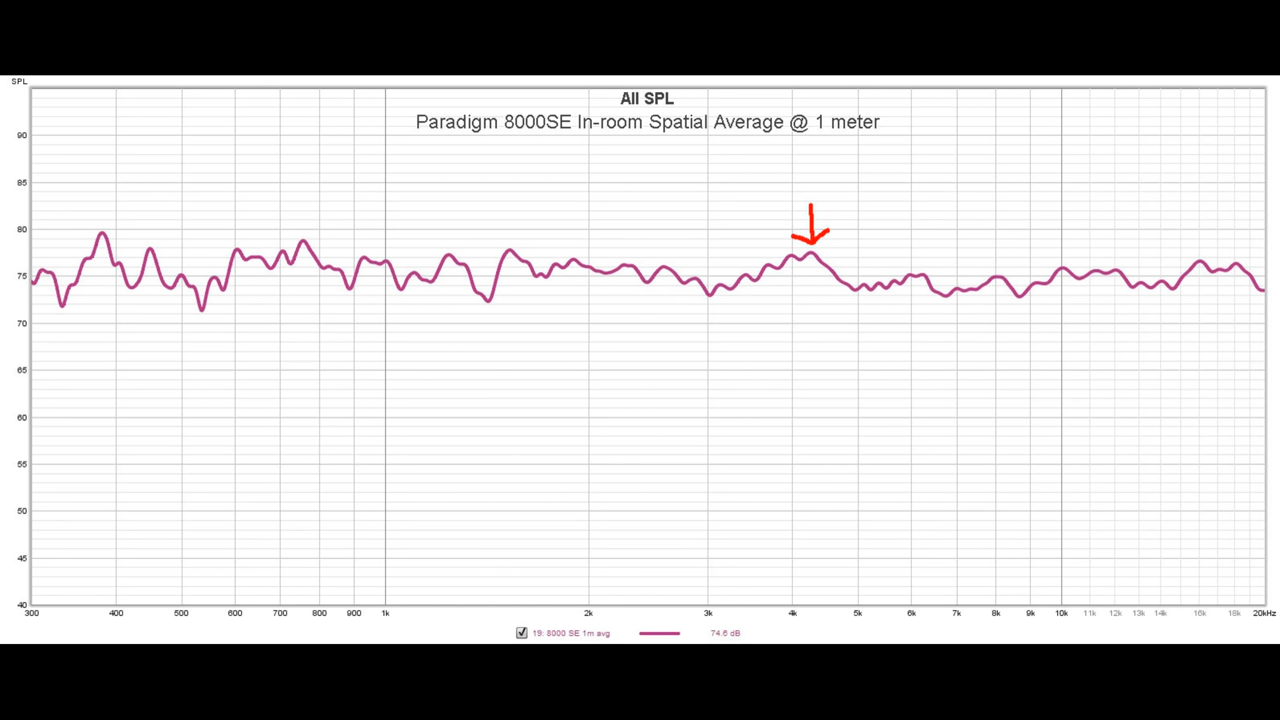 SPL
All SPL
Paradigm 8000SE In-room Spatial Average @ 1 meter
90
85
80
75
70
65
60
55
50
45
40
300 400 500 600 700 800 900 1k 2k 3k 4k 5k 6k 7k 8k 9k 10k 11k 12k 13k 14k 16k 18k 20kHz
19: 8000 SE 1m avg 74.6 dB